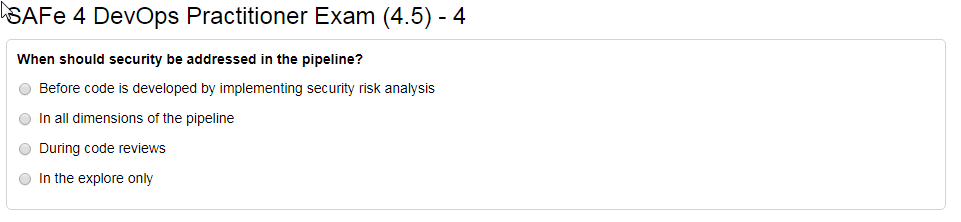 SAFe 4 DevOps Practitioner Exam (4.5) - 4
When should security be addressed in the pipeline?
Before code is developed by implementing security risk analysis
In all dimensions of the pipeline
During code reviews
In the explore only